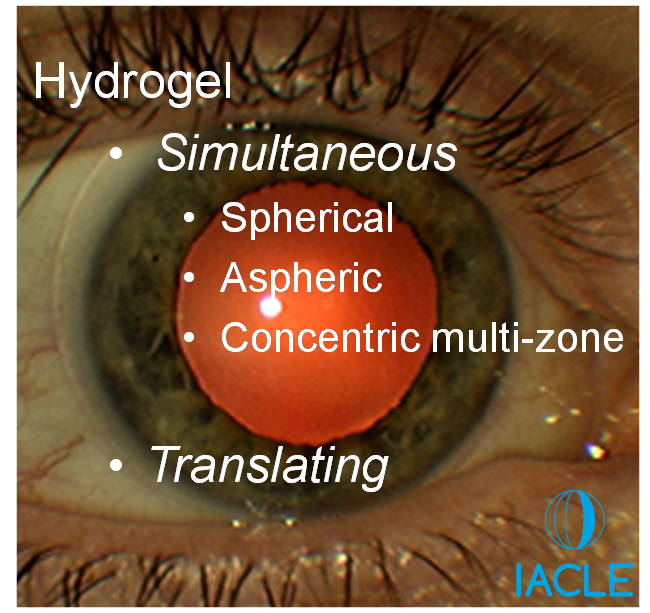 Hydrogel
• Simultaneous
• Spherical
• Aspheric
• Concentric multi-zone
• Translating
IACLE